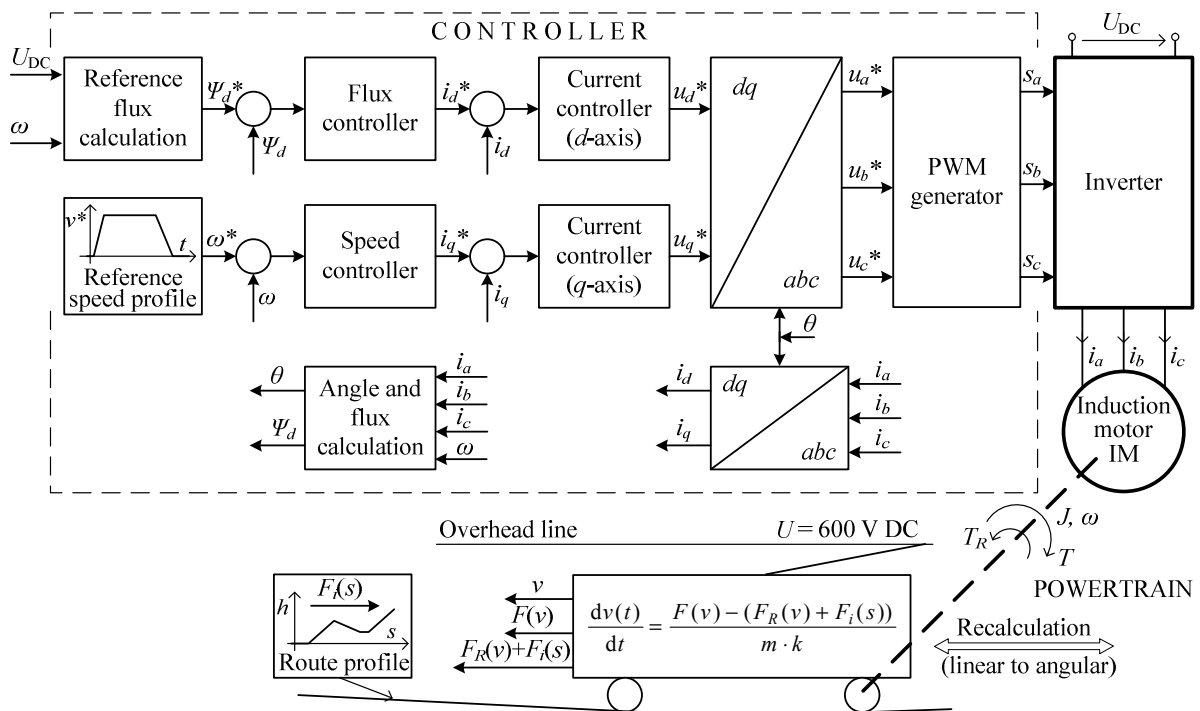 CONTROLLER
U_DC
ω
Reference
flux
calculation
Ψ_d*
Ψ_d
Flux
controller
i_d*
i_d
Current
controller
(d-axis)
u_d*
dq
abc
u_a*
u_b*
u_c*
PWM
generator
s_a
s_b
s_c
U_DC
Inverter
v*
t
Reference
speed profile
ω*
ω
Speed
controller
i_q*
i_q
Current
controller
(q-axis)
u_q*
θ
i_a
i_b
i_c
Induction
motor
IM
θ
Ψ_d
Angle and
flux
calculation
i_a
i_b
i_c
ω
i_d
i_q
dq
abc
i_a
i_b
i_c
J, ω
T_R
T
POWERTRAIN
Overhead line
U = 600 V DC
h
F_i(s)
s
Route profile
v
F(v)
F_R(v)+F_i(s)
dv(t)/dt = F(v) − (F_R(v) + F_i(s)) / m · k
Recalculation
(linear to angular)